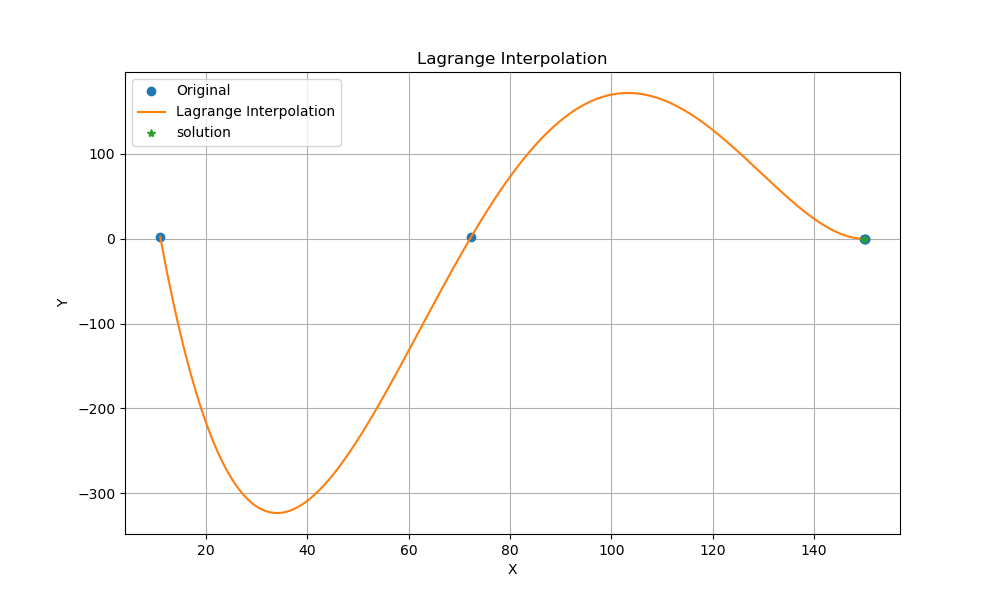 Lagrange Interpolation
Original
Lagrange Interpolation
solution
100
0
−100
−200
−300
Y
20 40 60 80 100 120 140
X